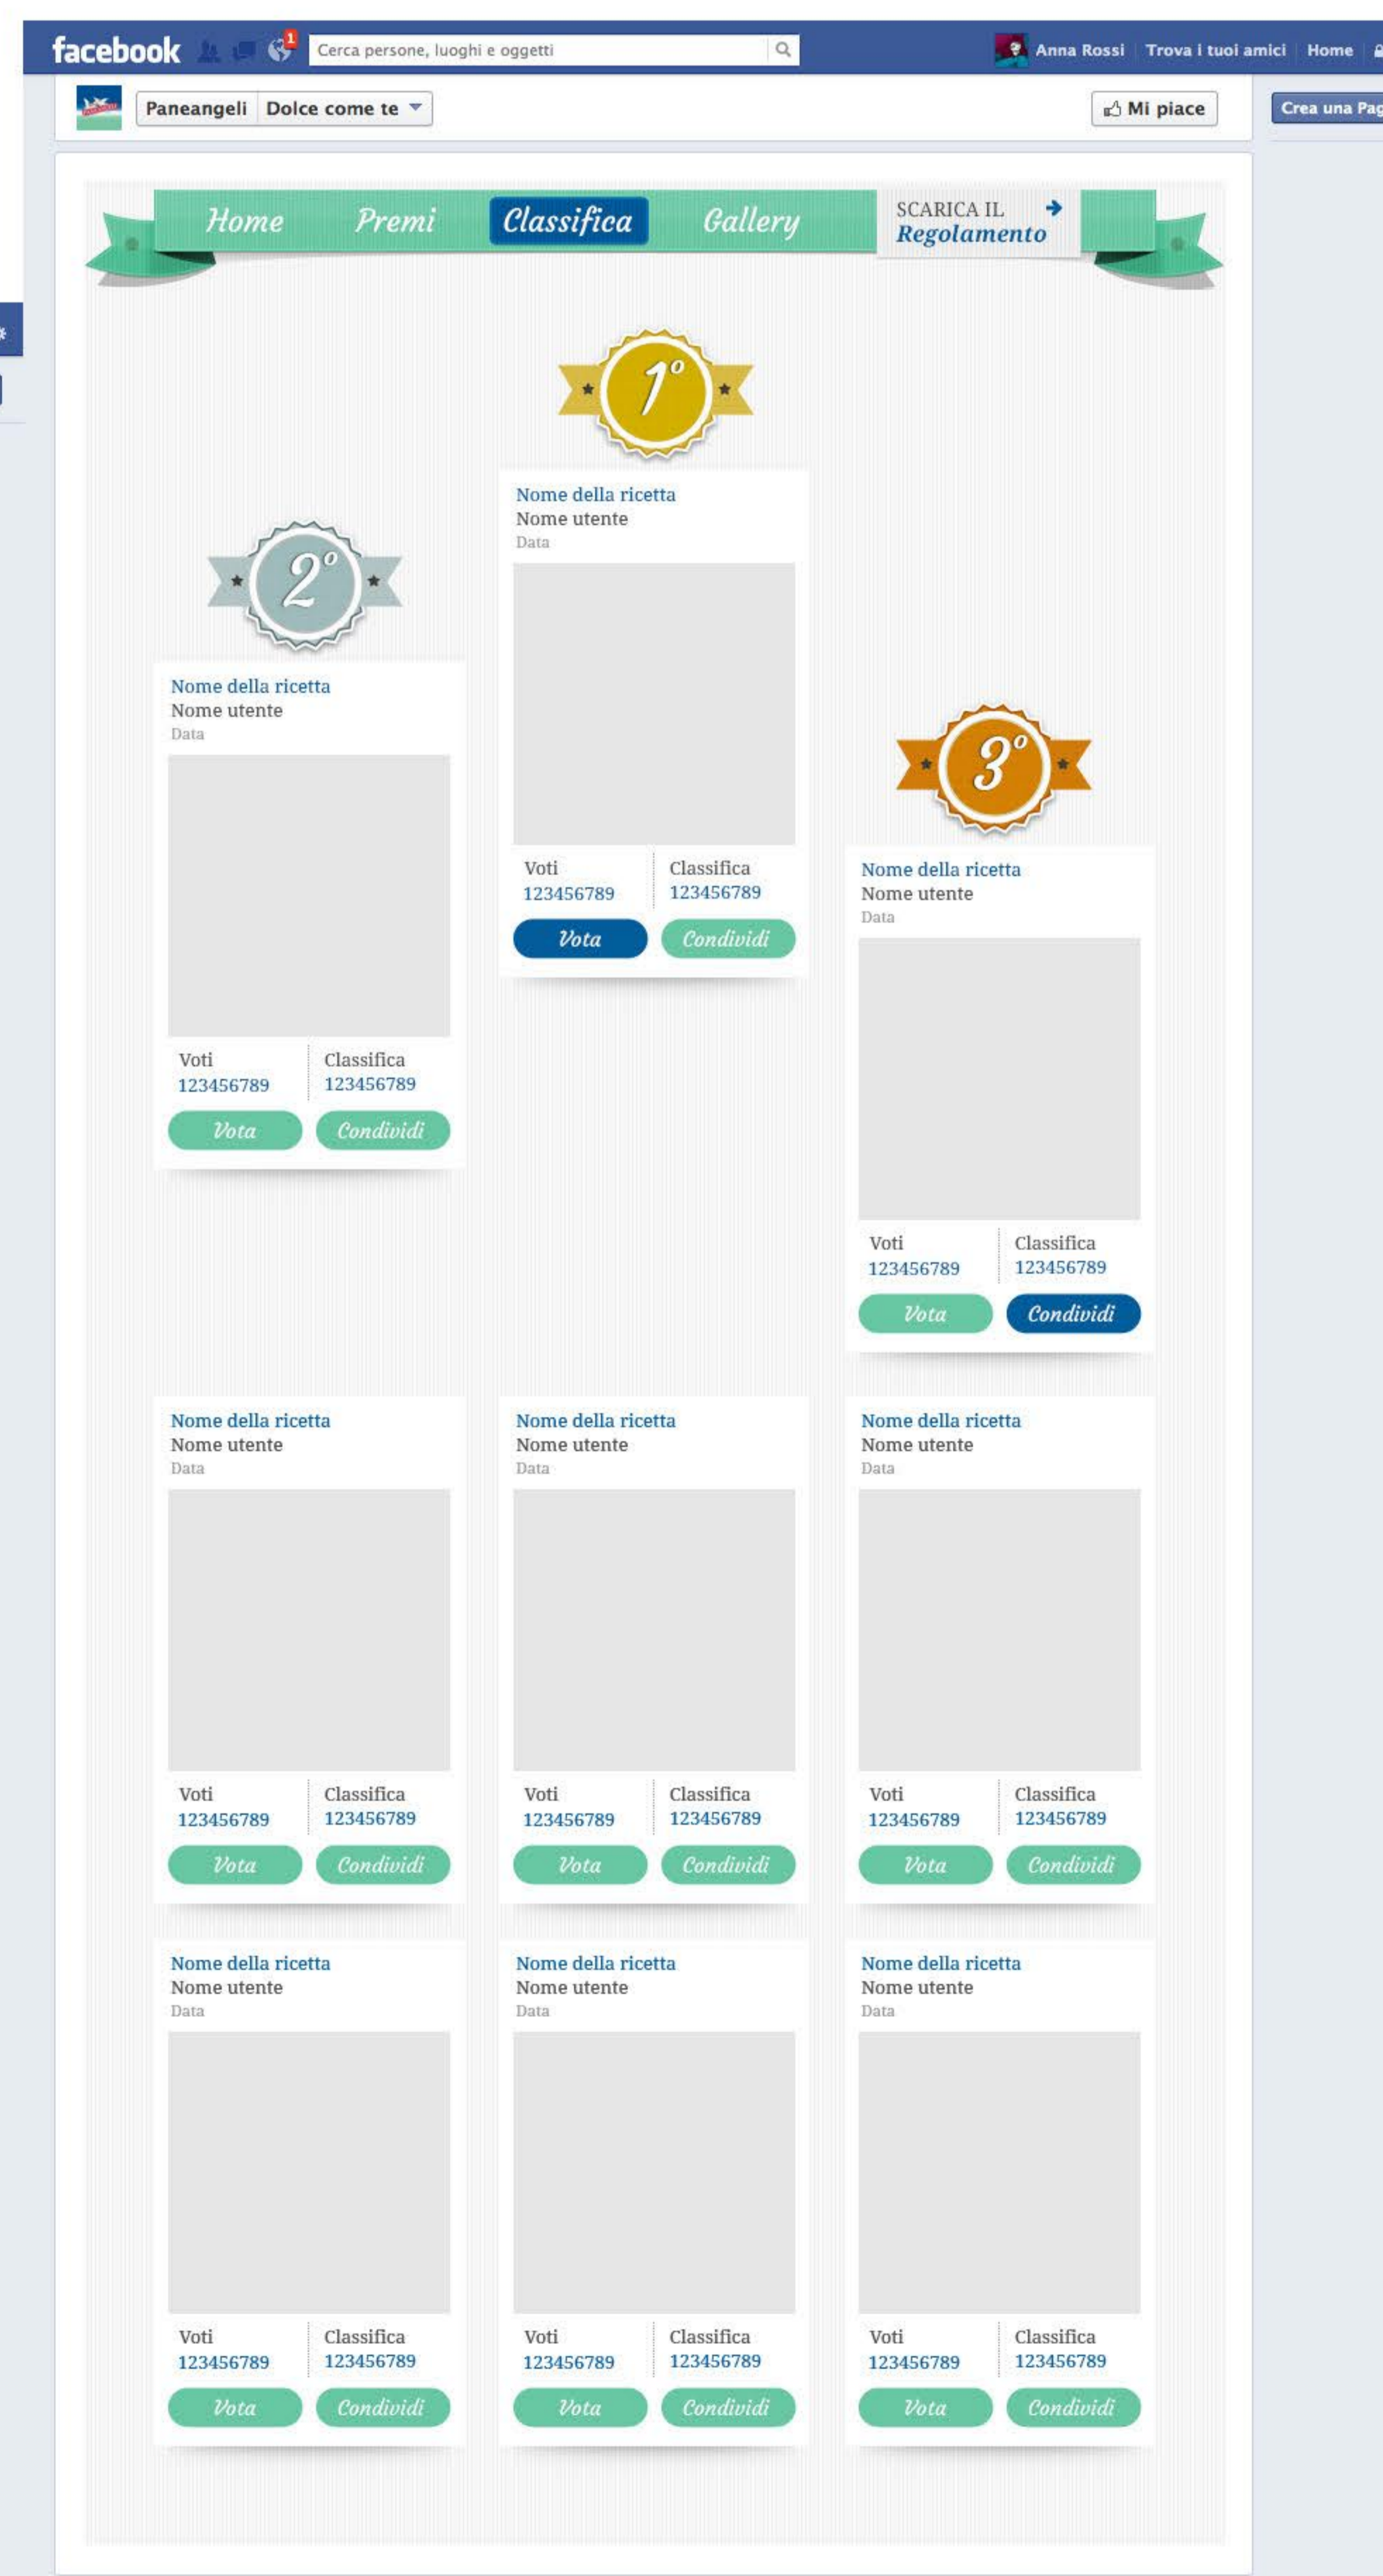 facebook
1
Cerca persone, luoghi e oggetti
Anna Rossi
Trova i tuoi amici
Home
Paneangeli
Dolce come te
Mi piace
Crea una Pag
Home
Premi
Classifica
Gallery
SCARICA IL
Regolamento
1º
Nome della ricetta
Nome utente
Data
Voti
Classifica
123456789
123456789
Vota
Condividi
2º
Nome della ricetta
Nome utente
Data
Voti
Classifica
123456789
123456789
Vota
Condividi
3º
Nome della ricetta
Nome utente
Data
Voti
Classifica
123456789
123456789
Vota
Condividi
Nome della ricetta
Nome utente
Data
Voti
Classifica
123456789
123456789
Vota
Condividi
Nome della ricetta
Nome utente
Data
Voti
Classifica
123456789
123456789
Vota
Condividi
Nome della ricetta
Nome utente
Data
Voti
Classifica
123456789
123456789
Vota
Condividi
Nome della ricetta
Nome utente
Data
Voti
Classifica
123456789
123456789
Vota
Condividi
Nome della ricetta
Nome utente
Data
Voti
Classifica
123456789
123456789
Vota
Condividi
Nome della ricetta
Nome utente
Data
Voti
Classifica
123456789
123456789
Vota
Condividi